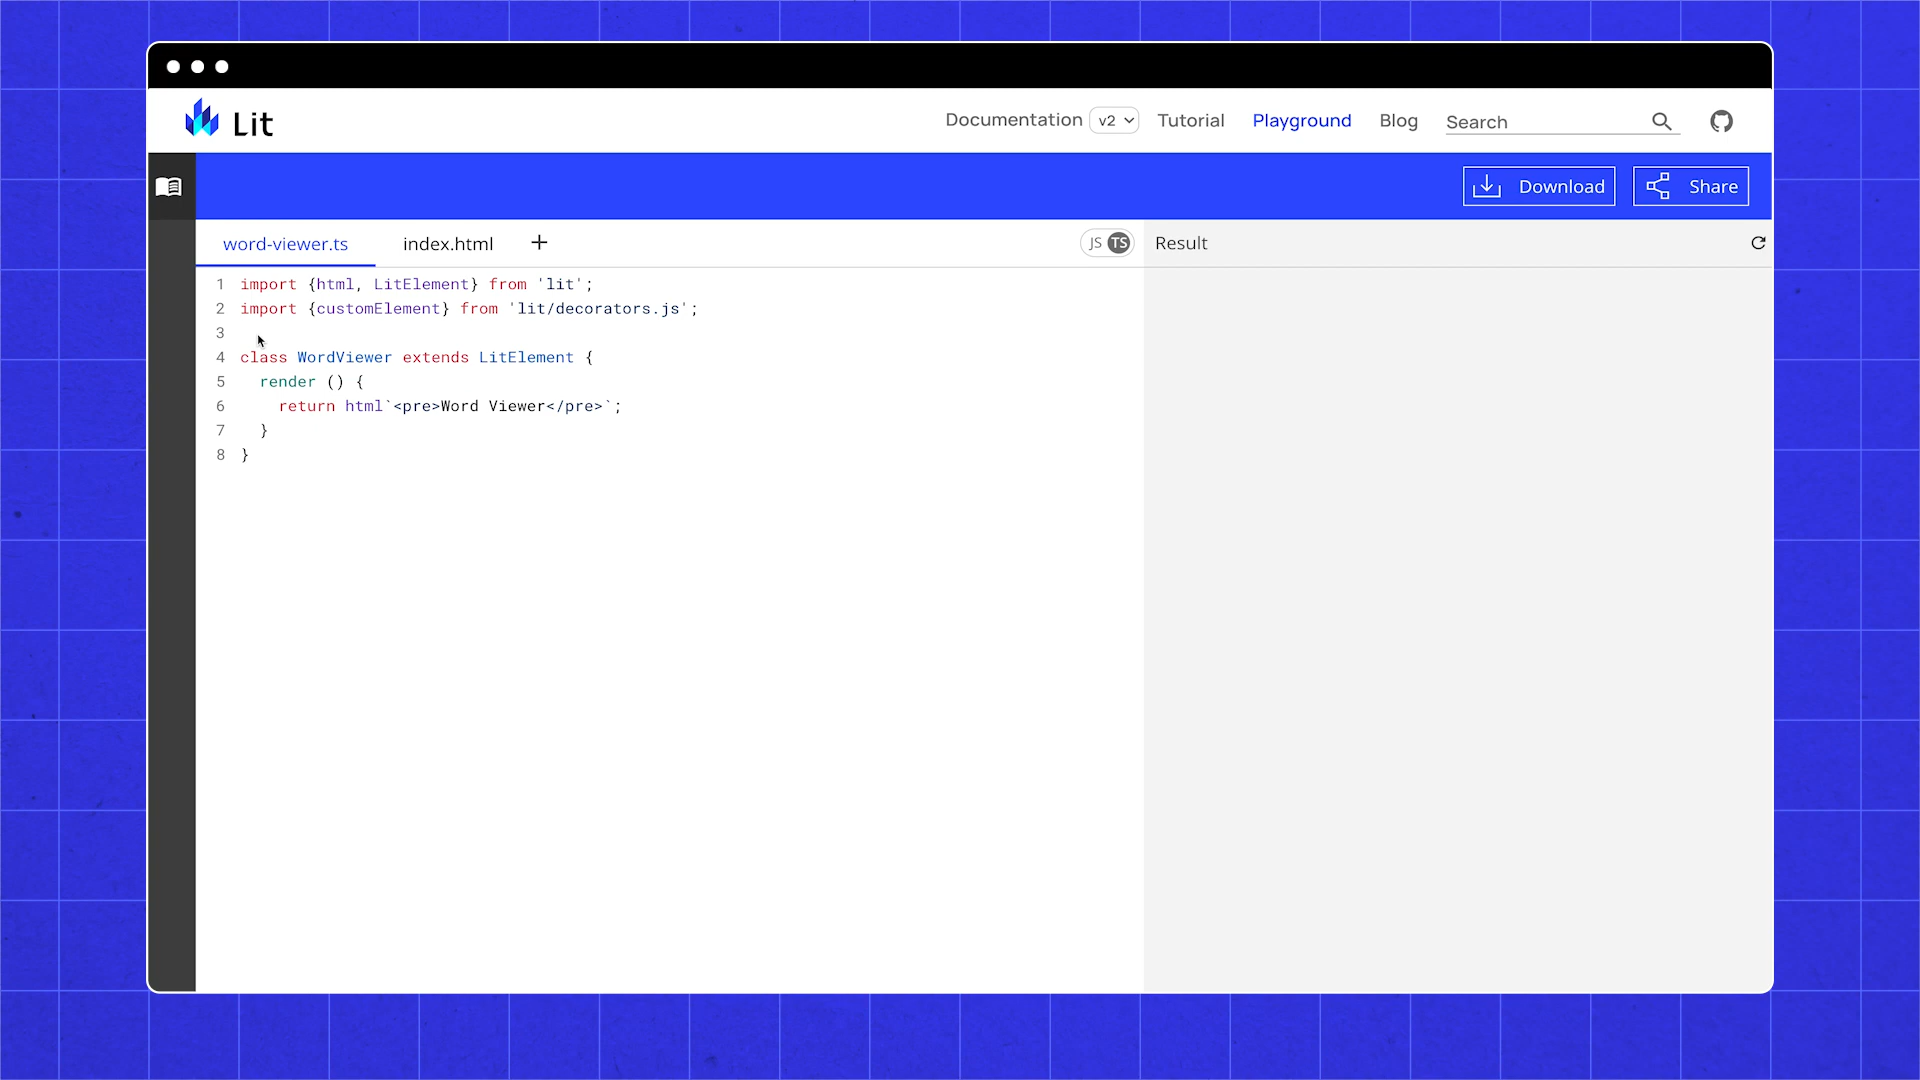 Lit
Documentation v2 Tutorial Playground Blog Search
Download Share
word-viewer.ts index.html + JS TS Result
1 import {html, LitElement} from 'lit';
2 import {customElement} from 'lit/decorators.js';
3
4 class WordViewer extends LitElement {
5   render () {
6     return html`<pre>Word Viewer</pre>`;
7   }
8 }